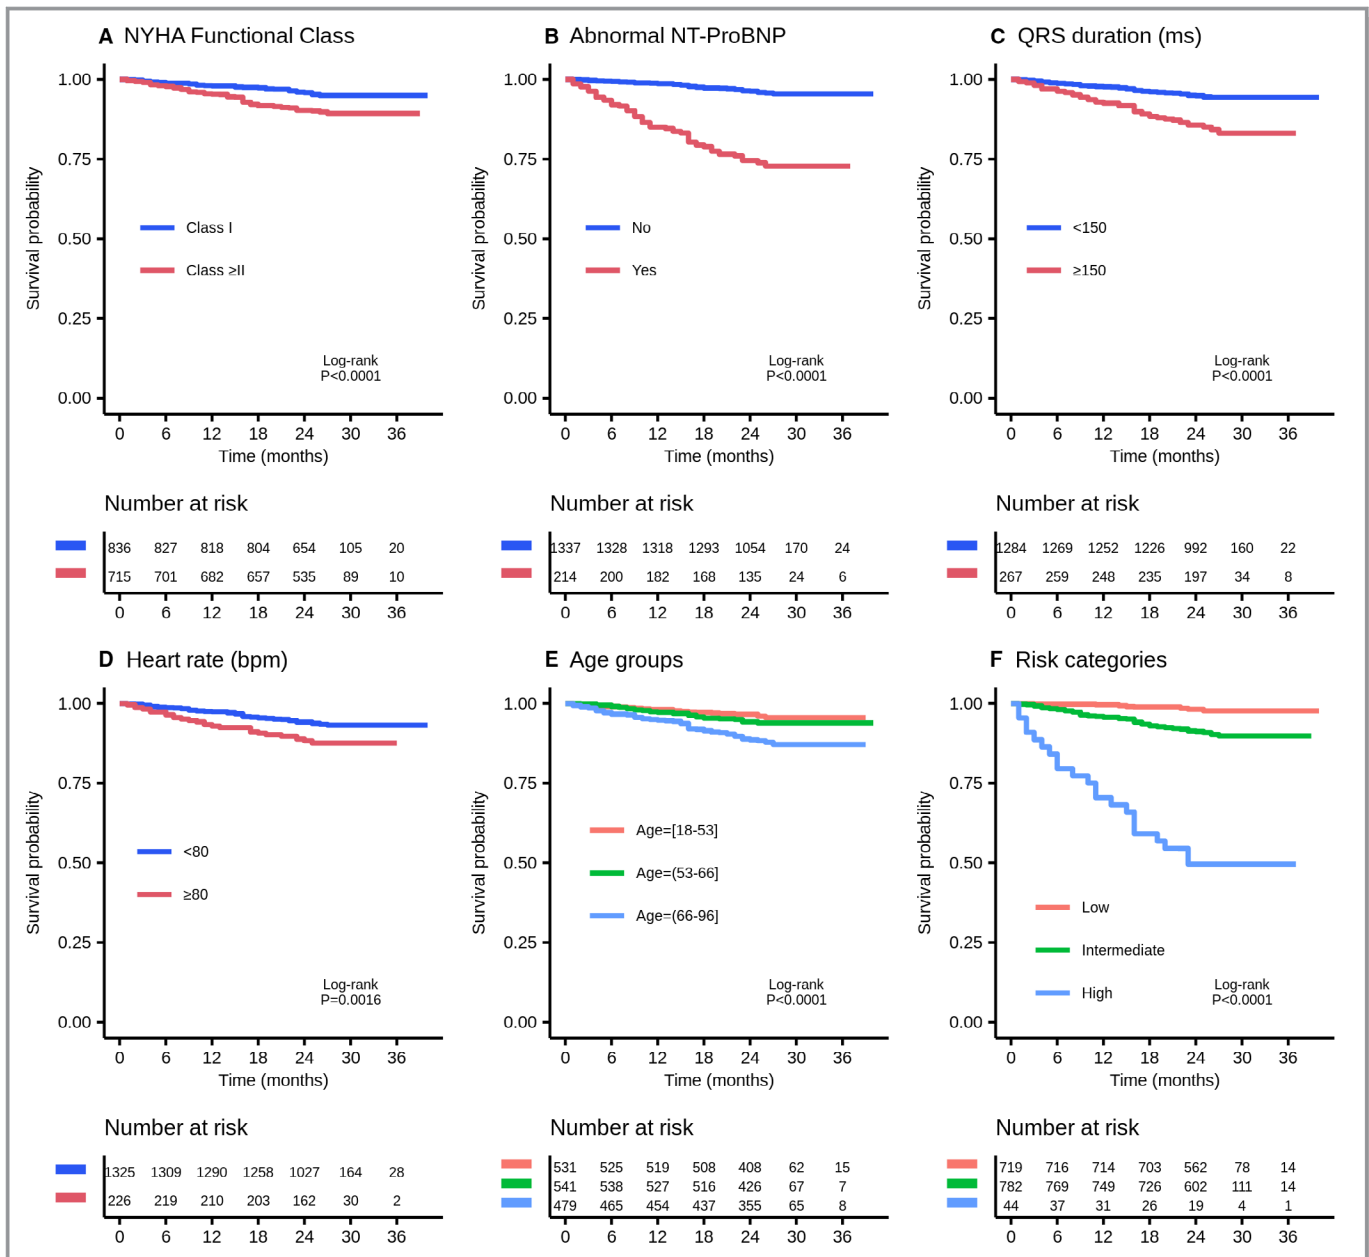 A NYHA Functional Class
1.00
0.75
0.50
0.25
0.00
Survival probability
Class I
Class ≥II
Log-rank
P<0.0001
0 6 12 18 24 30 36
Time (months)
Number at risk
836 827 818 804 654 105 20
715 701 682 657 535 89 10
0 6 12 18 24 30 36
B Abnormal NT-ProBNP
1.00
0.75
0.50
0.25
0.00
Survival probability
No
Yes
Log-rank
P<0.0001
0 6 12 18 24 30 36
Time (months)
Number at risk
1337 1328 1318 1293 1054 170 24
214 200 182 168 135 24 6
0 6 12 18 24 30 36
C QRS duration (ms)
1.00
0.75
0.50
0.25
0.00
Survival probability
<150
≥150
Log-rank
P<0.0001
0 6 12 18 24 30 36
Time (months)
Number at risk
1284 1269 1252 1226 992 160 22
267 259 248 235 197 34 8
0 6 12 18 24 30 36
D Heart rate (bpm)
1.00
0.75
0.50
0.25
0.00
Survival probability
<80
≥80
Log-rank
P=0.0016
0 6 12 18 24 30 36
Time (months)
Number at risk
1325 1309 1290 1258 1027 164 28
226 219 210 203 162 30 2
0 6 12 18 24 30 36
E Age groups
1.00
0.75
0.50
0.25
0.00
Survival probability
Age=[18-53]
Age=(53-66]
Age=(66-96]
Log-rank
P<0.0001
0 6 12 18 24 30 36
Time (months)
Number at risk
531 525 519 508 408 62 15
541 538 527 516 426 67 7
479 465 454 437 355 65 8
0 6 12 18 24 30 36
F Risk categories
1.00
0.75
0.50
0.25
0.00
Survival probability
Low
Intermediate
High
Log-rank
P<0.0001
0 6 12 18 24 30 36
Time (months)
Number at risk
719 716 714 703 562 78 14
782 769 749 726 602 111 14
44 37 31 26 19 4 1
0 6 12 18 24 30 36